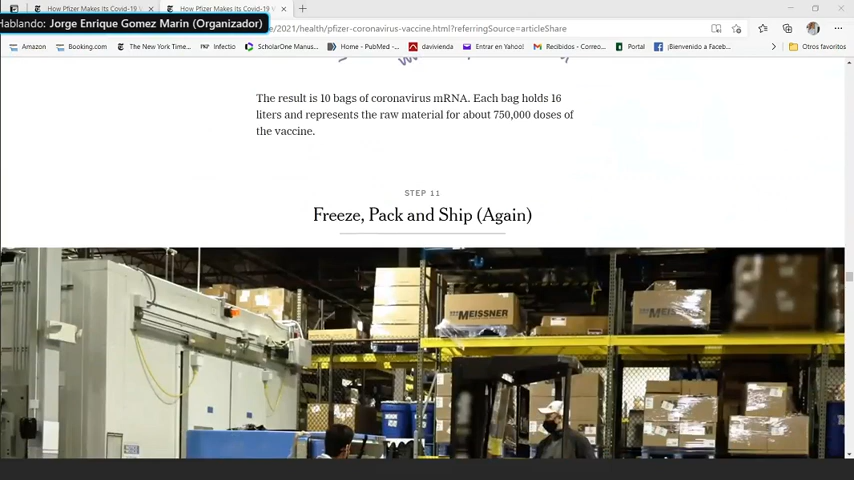 How Pfizer Makes Its Covid-19 V
How Pfizer Makes Its Covid-19 V
Hablando: Jorge Enrique Gomez Marin (Organizador)
e/2021/health/pfizer-coronavirus-vaccine.html?referringSource=articleShare
Amazon
Booking.com
The New York Time...
Infectio
ScholarOne Manuscri...
Home - PubMed -...
davivienda
Entrar en Yahoo!
Recibidos - Correo...
Portal
¡Bienvenido a Faceb...
Otros favoritos
The result is 10 bags of coronavirus mRNA. Each bag holds 16
liters and represents the raw material for about 750,000 doses of
the vaccine.
STEP 11
Freeze, Pack and Ship (Again)
MEISSNER
MEISSNER